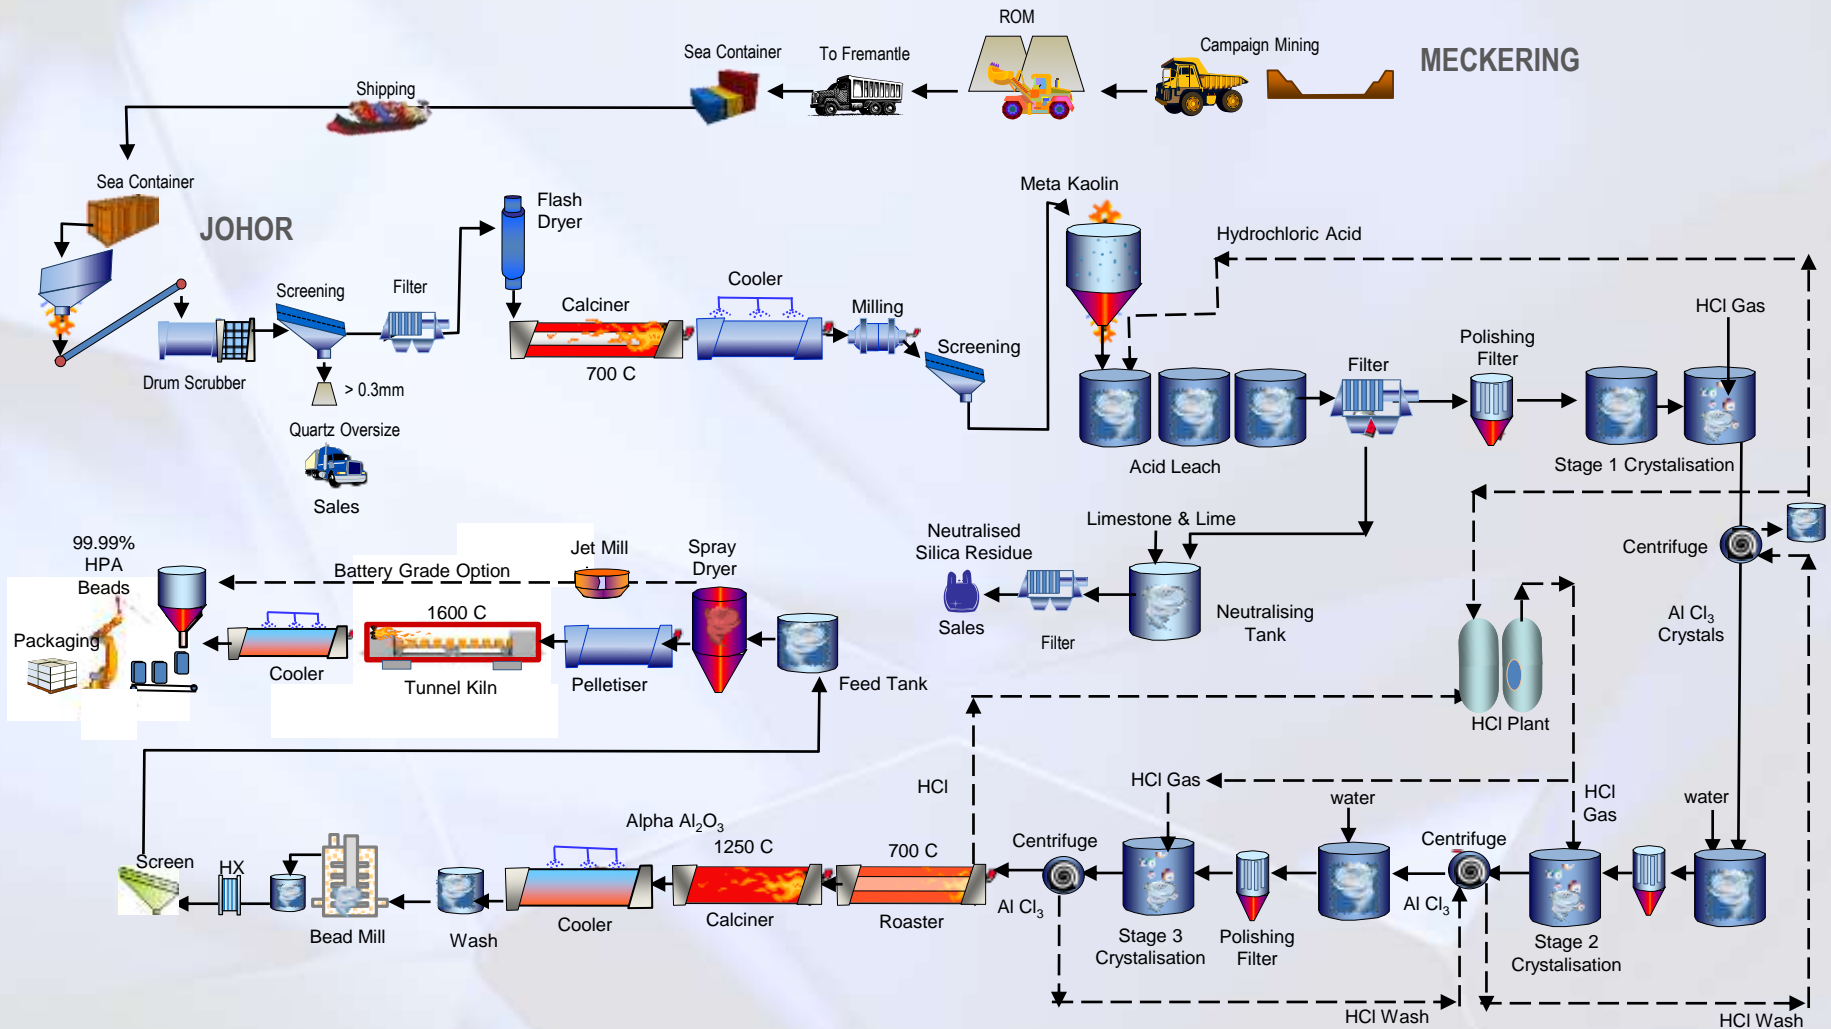 ROM
MECKERING
Campaign Mining
To Fremantle
Sea Container
Shipping
Sea Container
JOHOR
Flash
Dryer
Meta Kaolin
Hydrochloric Acid
Screening
Filter
Calciner
700 C
Cooler
Milling
Screening
Drum Scrubber
> 0.3mm
Quartz Oversize
Sales
HCl Gas
Polishing
Filter
Filter
Acid Leach
Stage 1 Crystalisation
Limestone & Lime
Neutralised
Silica Residue
Sales
Filter
Neutralising
Tank
Centrifuge
Al Cl3
Crystals
HCl Plant
99.99%
HPA
Beads
Battery Grade Option
Jet Mill
Spray
Dryer
1600 C
Packaging
Cooler
Tunnel Kiln
Pelletiser
Feed Tank
HCl
HCl Gas
water
HCl
Gas
water
Alpha Al2O3
1250 C
700 C
Centrifuge
Centrifuge
Screen
HX
Bead Mill
Wash
Cooler
Calciner
Roaster
Al Cl3
Stage 3
Crystalisation
Polishing
Filter
Al Cl3
Stage 2
Crystalisation
HCl Wash
HCl Wash